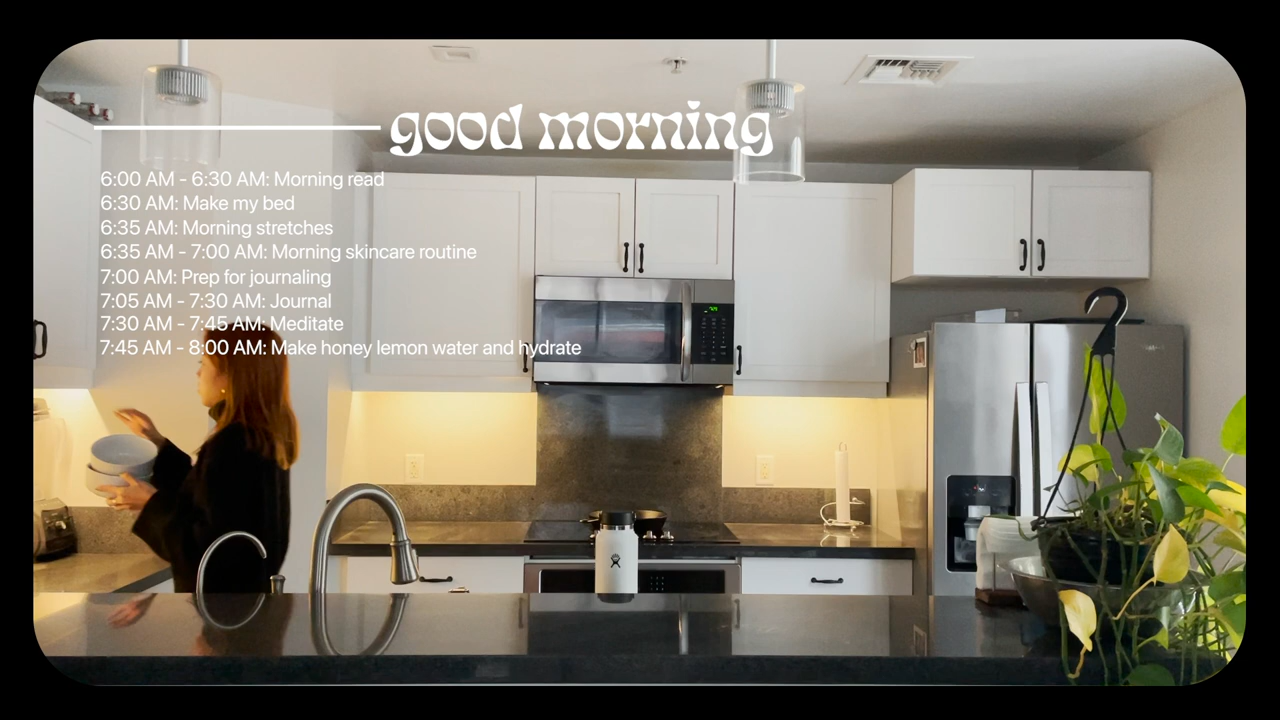 good morning
6:00 AM - 6:30 AM: Morning read
6:30 AM: Make my bed
6:35 AM: Morning stretches
6:35 AM - 7:00 AM: Morning skincare routine
7:00 AM: Prep for journaling
7:05 AM - 7:30 AM: Journal
7:30 AM - 7:45 AM: Meditate
7:45 AM - 8:00 AM: Make honey lemon water and hydrate